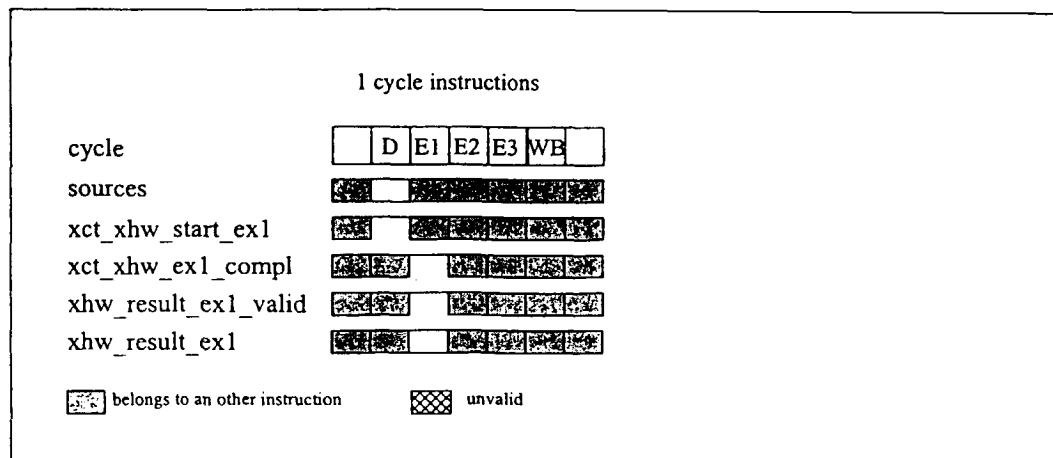 1 cycle instructions
cycle D E1 E2 E3 WB
sources
xct_xhw_start_ex1
xct_xhw_ex1_compl
xhw_result_ex1_valid
xhw_result_ex1
belongs to an other instruction unvalid